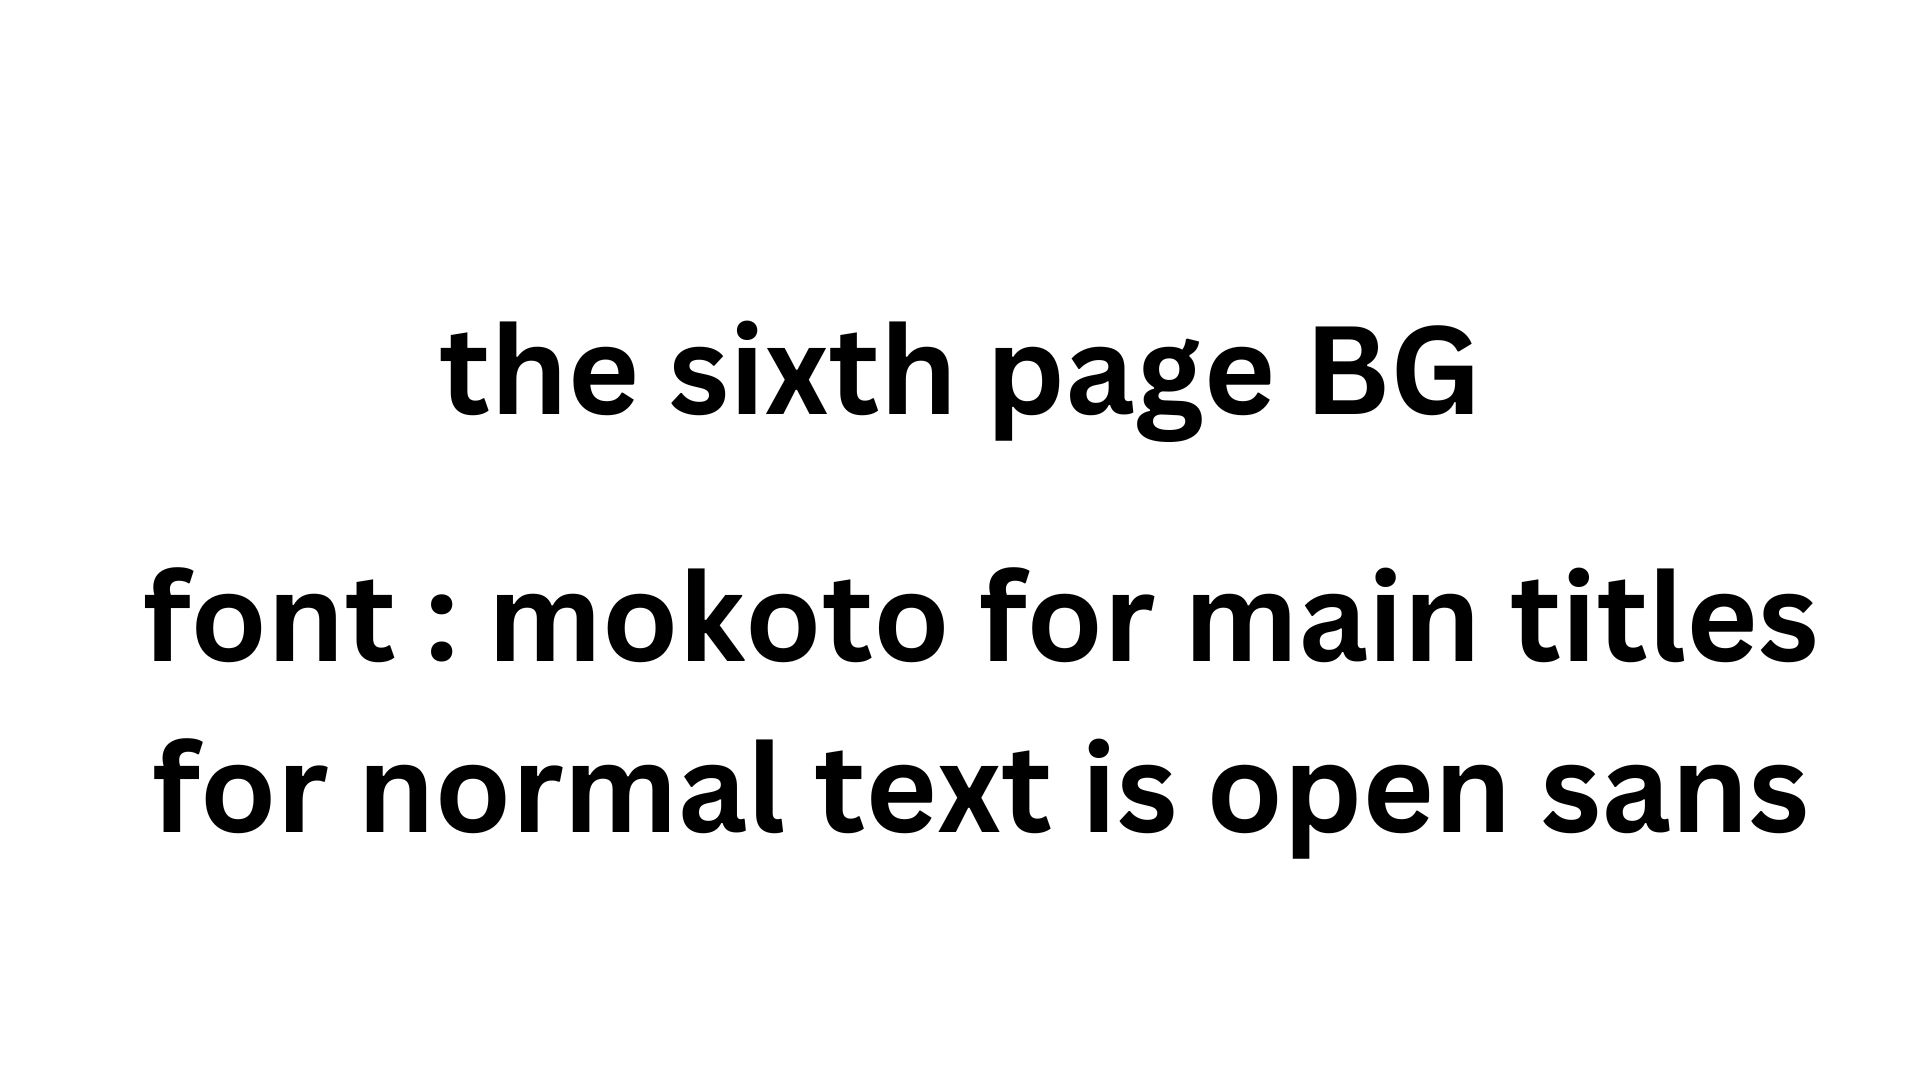 the sixth page BG
font : mokoto for main titles
for normal text is open sans